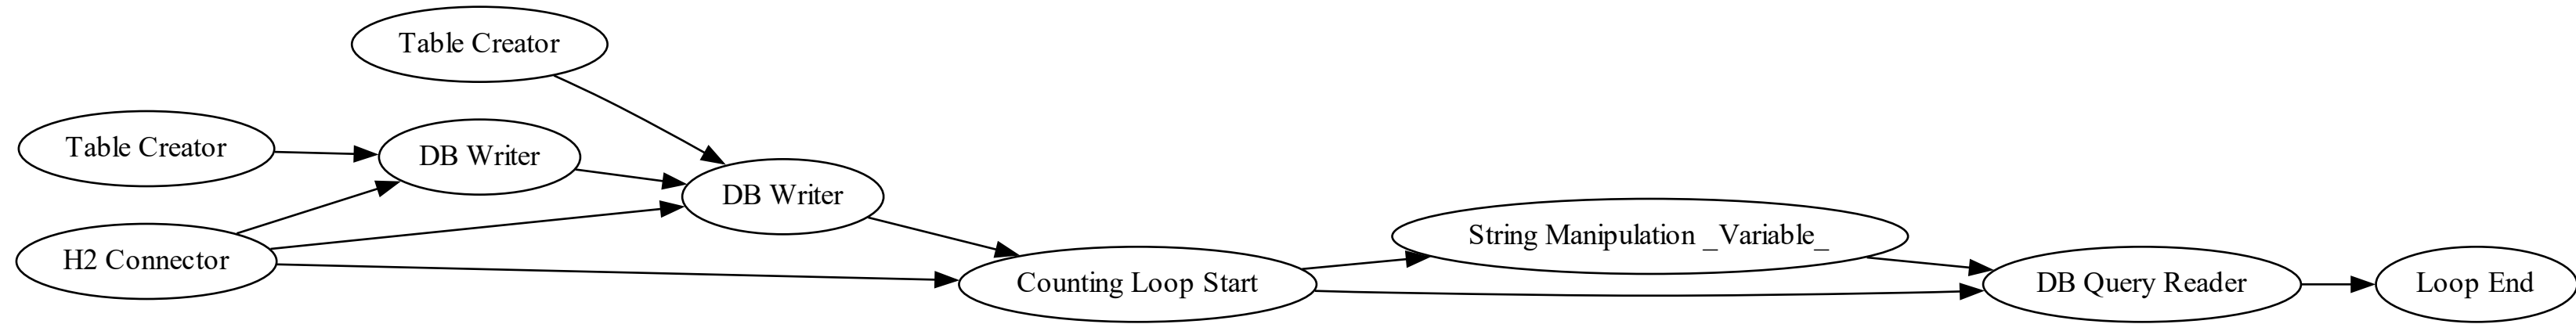 Table Creator
Table Creator
DB Writer
DB Writer
H2 Connector
String Manipulation _Variable_
Counting Loop Start
DB Query Reader
Loop End